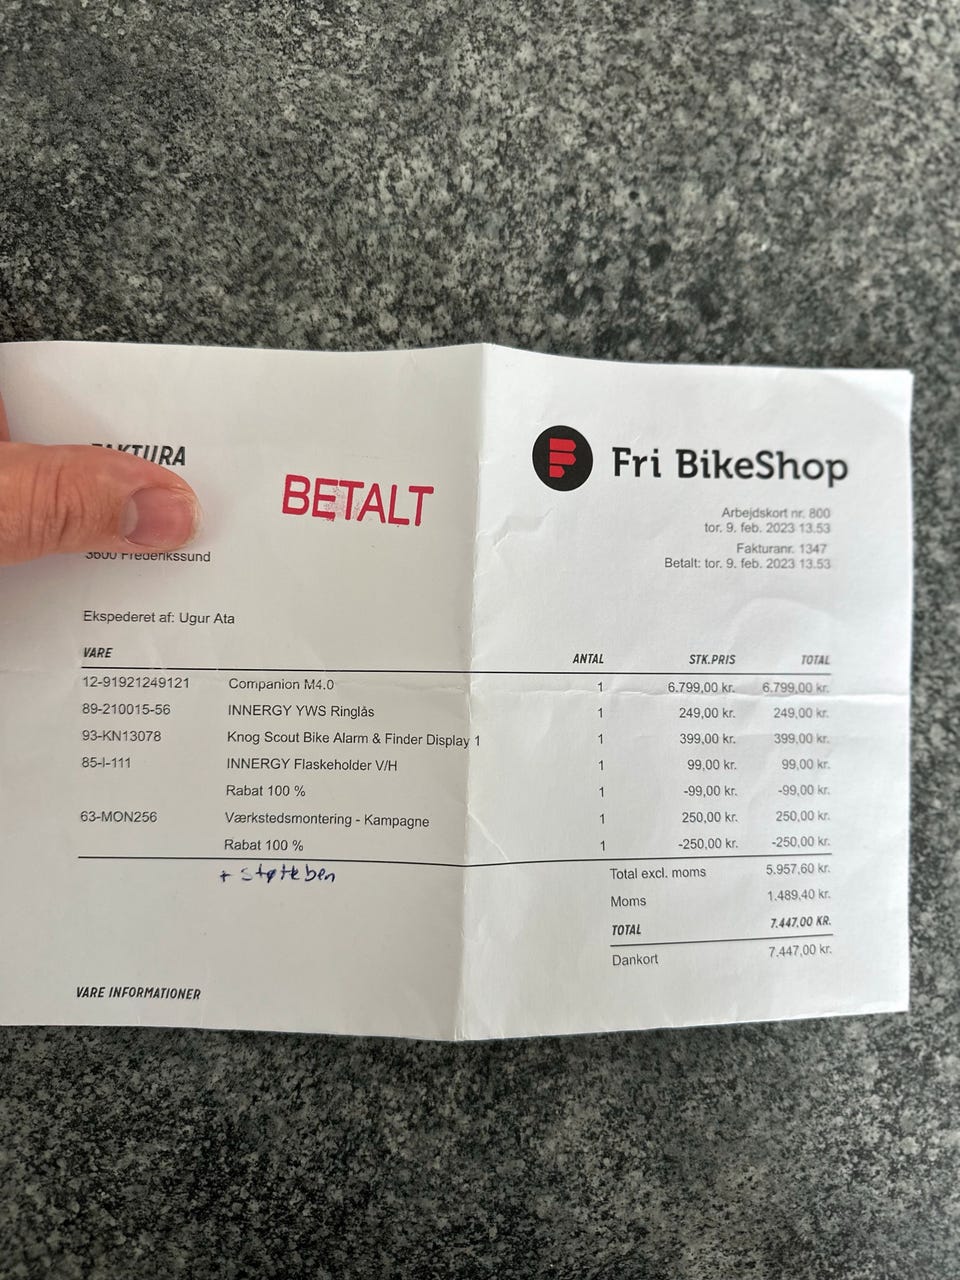 FAKTURA
BETALT
Fri BikeShop
Arbejdskort nr. 800
tor. 9. feb. 2023 13.53
Fakturanr. 1347
Betalt: tor. 9. feb. 2023 13.53
3600 Frederikssund
Ekspederet af: Ugur Ata
VARE ANTAL STK.PRIS TOTAL
12-91921249121 Companion M4.0 1 6.799,00 kr. 6.799,00 kr.
89-210015-56 INNERGY YWS Ringlås 1 249,00 kr. 249,00 kr.
93-KN13078 Knog Scout Bike Alarm & Finder Display 1 1 399,00 kr. 399,00 kr.
85-I-111 INNERGY Flaskeholder V/H 1 99,00 kr. 99,00 kr.
Rabat 100 % 1 -99,00 kr. -99,00 kr.
63-MON256 Værkstedsmontering - Kampagne 1 250,00 kr. 250,00 kr.
Rabat 100 % 1 -250,00 kr. -250,00 kr.
+ støtteben
Total excl. moms 5.957,60 kr.
Moms 1.489,40 kr.
TOTAL 7.447,00 KR.
Dankort 7.447,00 kr.
VARE INFORMATIONER